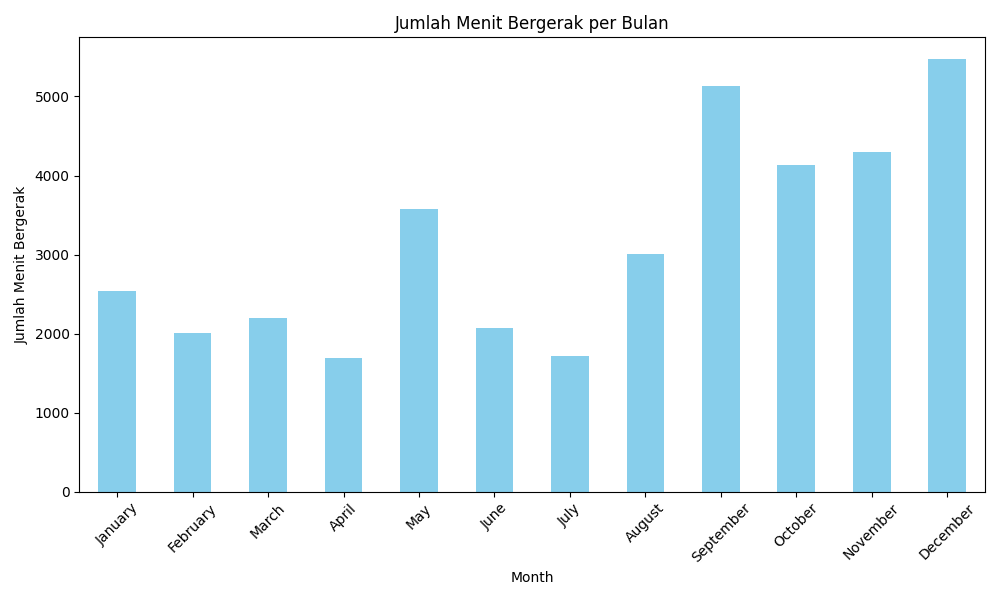 Jumlah Menit Bergerak per Bulan
Jumlah Menit Bergerak
5000
4000
3000
2000
1000
0
January
February
March
April
May
June
July
August
September
October
November
December
Month